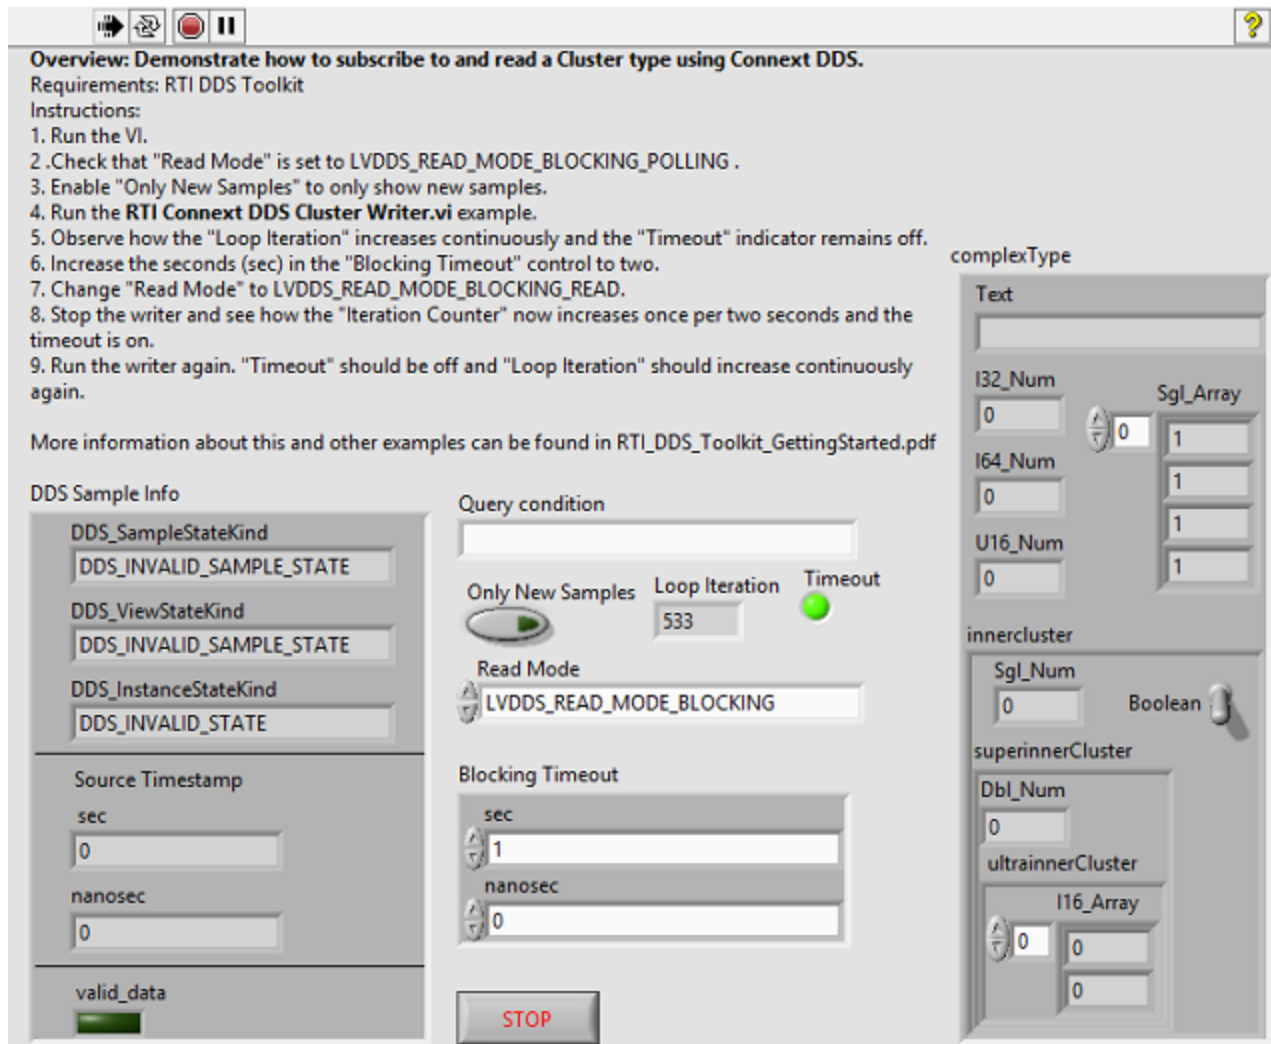 Overview: Demonstrate how to subscribe to and read a Cluster type using Connext DDS.
Requirements: RTI DDS Toolkit
Instructions:
1. Run the VI.
2 .Check that "Read Mode" is set to LVDDS_READ_MODE_BLOCKING_POLLING .
3. Enable "Only New Samples" to only show new samples.
4. Run the RTI Connext DDS Cluster Writer.vi example.
5. Observe how the "Loop Iteration" increases continuously and the "Timeout" indicator remains off.
6. Increase the seconds (sec) in the "Blocking Timeout" control to two.
7. Change "Read Mode" to LVDDS_READ_MODE_BLOCKING_READ.
8. Stop the writer and see how the "Iteration Counter" now increases once per two seconds and the
timeout is on.
9. Run the writer again. "Timeout" should be off and "Loop Iteration" should increase continuously
again.
More information about this and other examples can be found in RTI_DDS_Toolkit_GettingStarted.pdf
DDS Sample Info
DDS_SampleStateKind
DDS_INVALID_SAMPLE_STATE
DDS_ViewStateKind
DDS_INVALID_SAMPLE_STATE
DDS_InstanceStateKind
DDS_INVALID_STATE
Source Timestamp
sec
0
nanosec
0
valid_data
Query condition
Only New Samples
Loop Iteration
533
Timeout
Read Mode
LVDDS_READ_MODE_BLOCKING
Blocking Timeout
sec
1
nanosec
0
STOP
complexType
Text
I32_Num
0
I64_Num
0
U16_Num
0
Sgl_Array
0
1
1
1
1
innercluster
Sgl_Num
0
Boolean
superinnerCluster
Dbl_Num
0
ultrainnerCluster
I16_Array
0
0
0